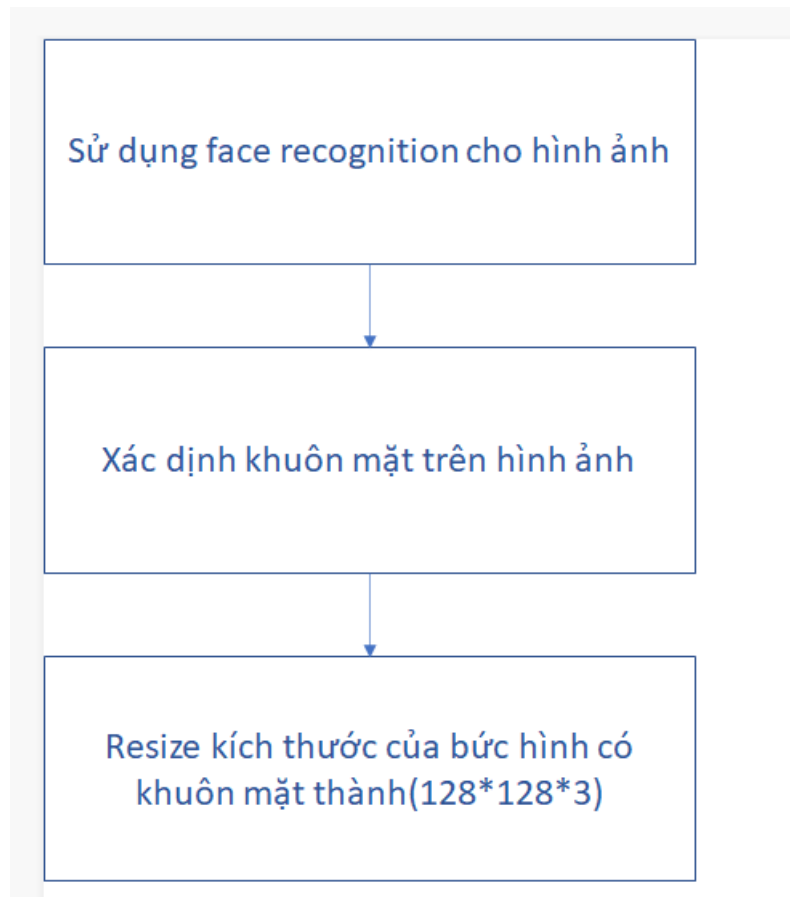 Sử dụng face recognition cho hình ảnh
Xác dịnh khuôn mặt trên hình ảnh
Resize kích thước của bức hình có
khuôn mặt thành(128*128*3)